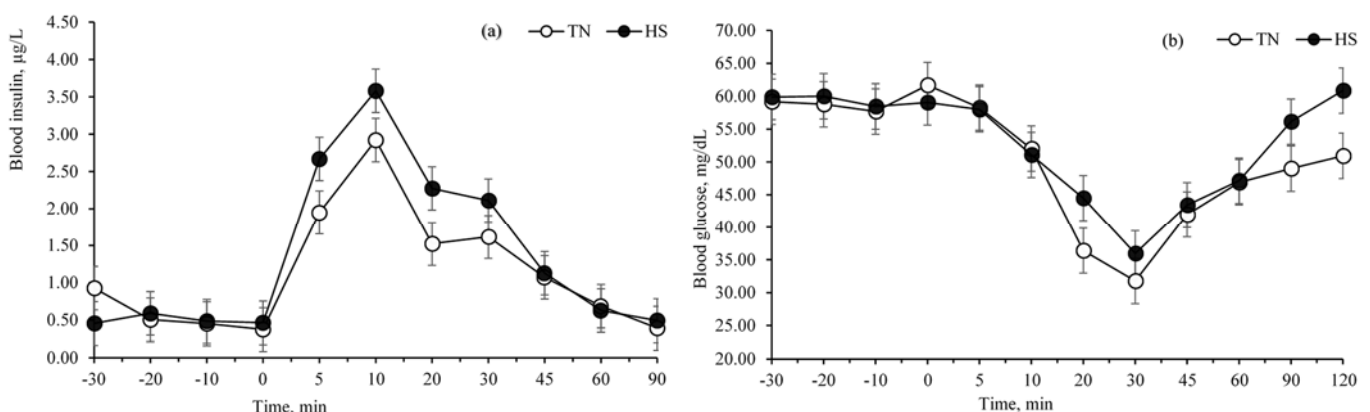 (a) TN HS
Blood insulin, µg/L
4.50
4.00
3.50
3.00
2.50
2.00
1.50
1.00
0.50
0.00
-30 -20 -10 0 5 10 20 30 45 60 90
Time, min
(b) TN HS
Blood glucose, mg/dL
70.00
65.00
60.00
55.00
50.00
45.00
40.00
35.00
30.00
25.00
20.00
-30 -20 -10 0 5 10 20 30 45 60 90 120
Time, min